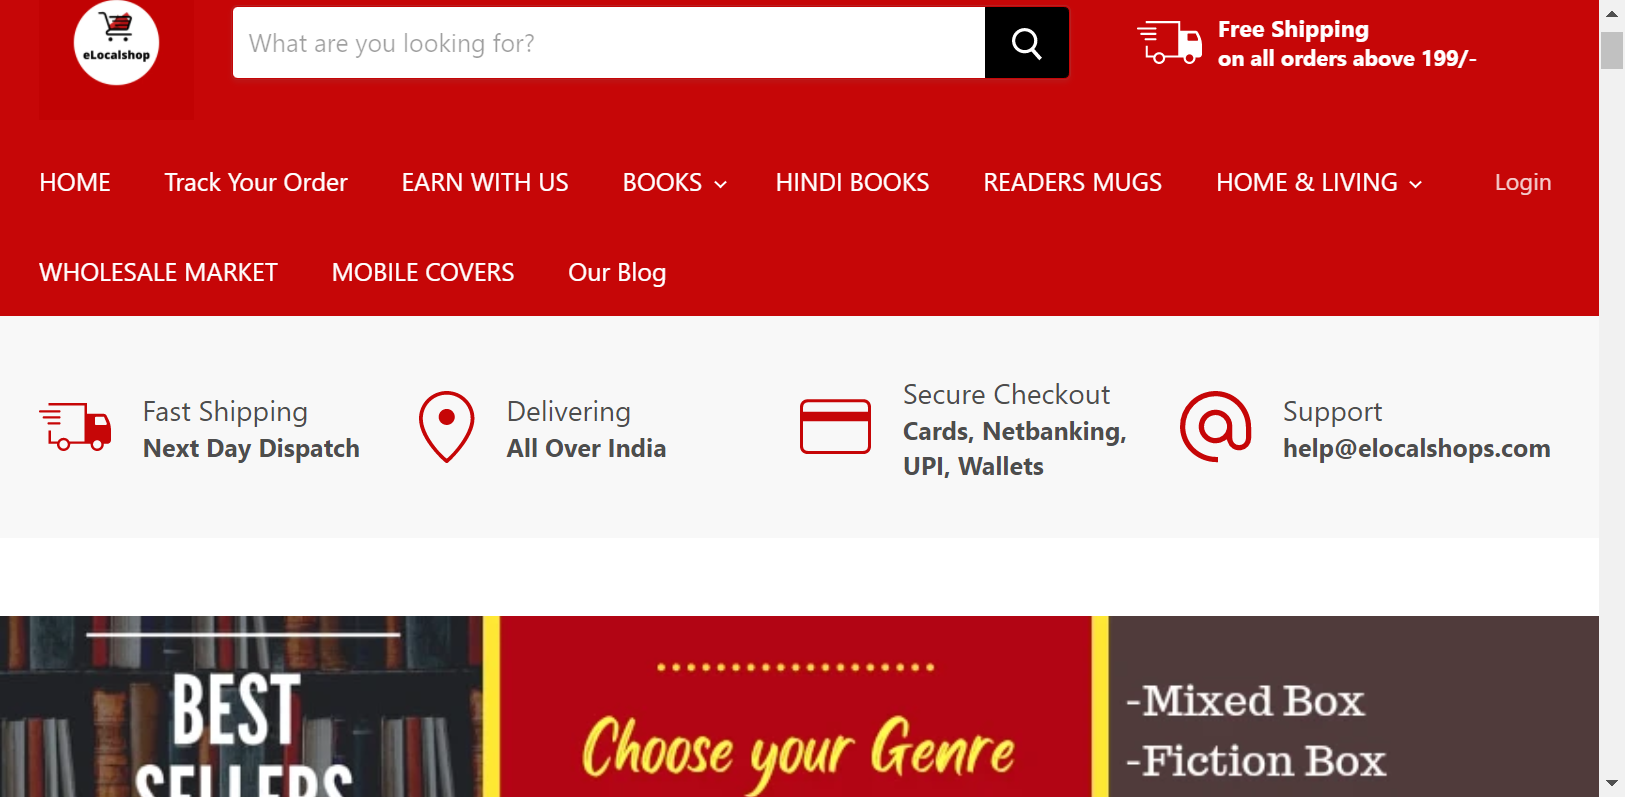 eLocalshop
What are you looking for?
Free Shipping
on all orders above 199/-
HOME Track Your Order EARN WITH US BOOKS HINDI BOOKS READERS MUGS HOME & LIVING Login
WHOLESALE MARKET MOBILE COVERS Our Blog
Fast Shipping
Next Day Dispatch
Delivering
All Over India
Secure Checkout
Cards, Netbanking,
UPI, Wallets
Support
help@elocalshops.com
BEST
SELLERS
Choose your Genre
-Mixed Box
-Fiction Box